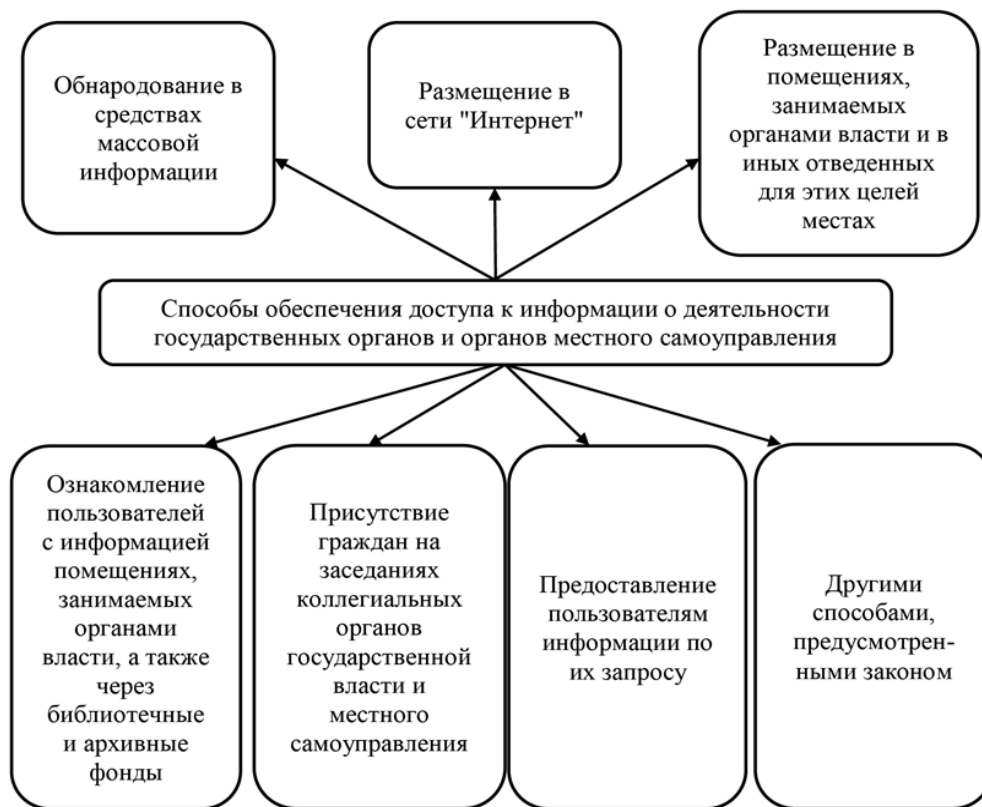 Обнародование в
средствах
массовой
информации
Размещение в
сети "Интернет"
Размещение в
помещениях,
занимаемых
органами власти и в
иных отведенных
для этих целей
местах
Способы обеспечения доступа к информации о деятельности
государственных органов и органов местного самоуправления
Ознакомление
пользователей
с информацией
помещениях,
занимаемых
органами
власти, а также
через
библиотечные
и архивные
фонды
Присутствие
граждан на
заседаниях
коллегиальных
органов
государственной
власти и
местного
самоуправления
Предоставление
пользователям
информации по
их запросу
Другими
способами,
предусмотрен-
ными законом